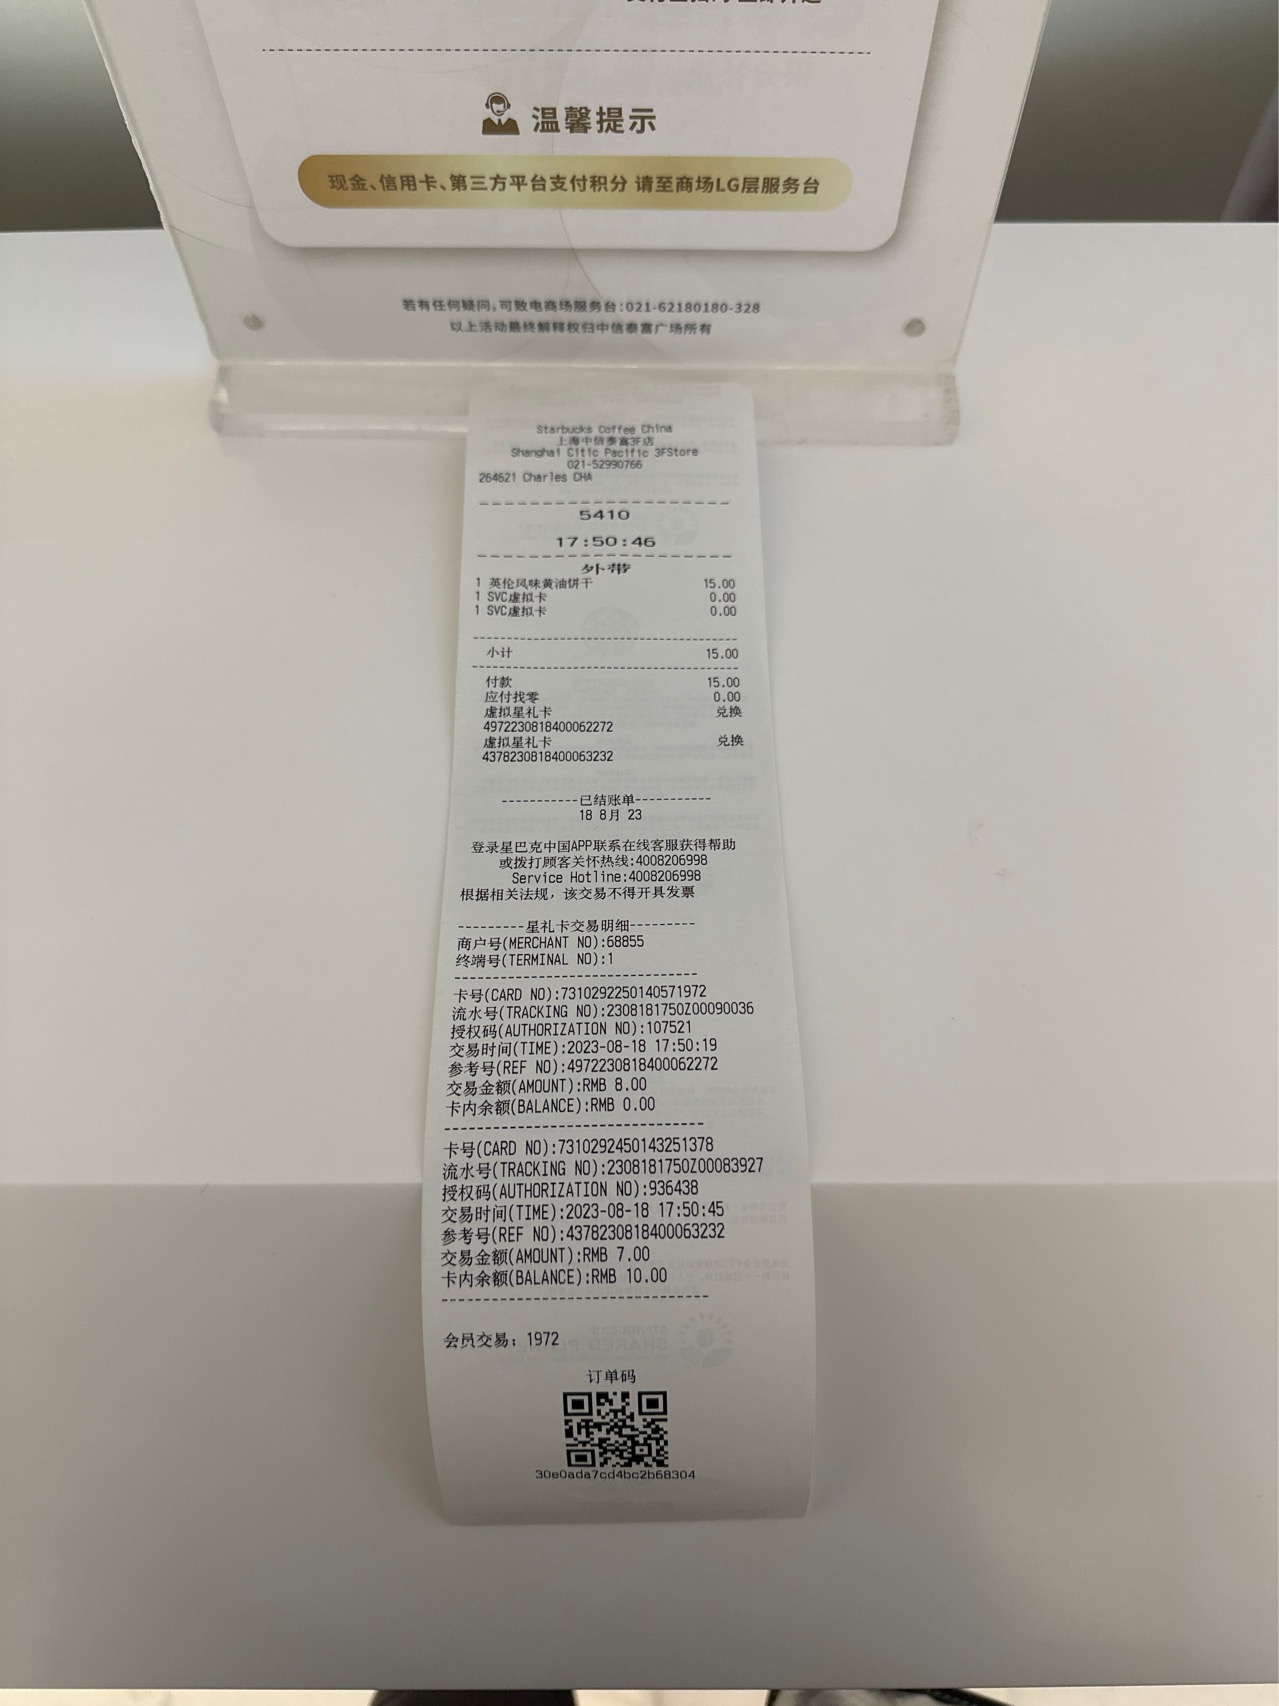 温馨提示
现金、信用卡、第三方平台支付积分 请至商场LG层服务台
若有任何疑问,可致电商场服务台:021-62180180-328
以上活动最终解释权归中信泰富广场所有
Starbucks Coffee China
上海中信泰富3F店
Shanghai Citic Pacific 3FStore
021-52990766
264621 Charles CHA
5410
17:50:46
外带
1 英伦风味黄油饼干 15.00
1 SVC虚拟卡 0.00
1 SVC虚拟卡 0.00
小计 15.00
付款 15.00
应付找零 0.00
虚拟星礼卡 兑换
4972230818400062272
虚拟星礼卡 兑换
4378230818400063232
-----------已结账单-----------
18 8月 23
登录星巴克中国APP联系在线客服获得帮助
或拨打顾客关怀热线:4008206998
Service Hotline:4008206998
根据相关法规，该交易不得开具发票
---------星礼卡交易明细---------
商户号(MERCHANT NO):68855
终端号(TERMINAL NO):1
卡号(CARD NO):7310292250140571972
流水号(TRACKING NO):2308181750Z00090036
授权码(AUTHORIZATION NO):107521
交易时间(TIME):2023-08-18 17:50:19
参考号(REF NO):4972230818400062272
交易金额(AMOUNT):RMB 8.00
卡内余额(BALANCE):RMB 0.00
卡号(CARD NO):7310292450143251378
流水号(TRACKING NO):2308181750Z00083927
授权码(AUTHORIZATION NO):936438
交易时间(TIME):2023-08-18 17:50:45
参考号(REF NO):4378230818400063232
交易金额(AMOUNT):RMB 7.00
卡内余额(BALANCE):RMB 10.00
会员交易: 1972
订单码
30e0ada7cd4bc2b68304